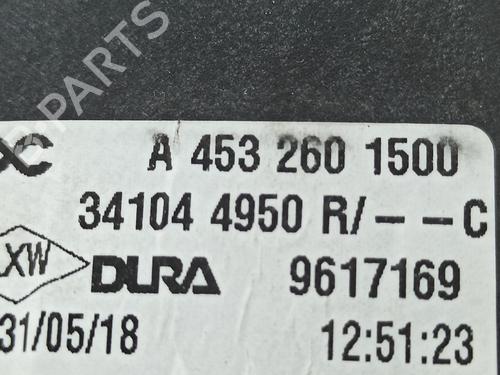 A 453 260 1500
34104 4950 R/– – C
XW DURA 9617169
31/05/18 12:51:23